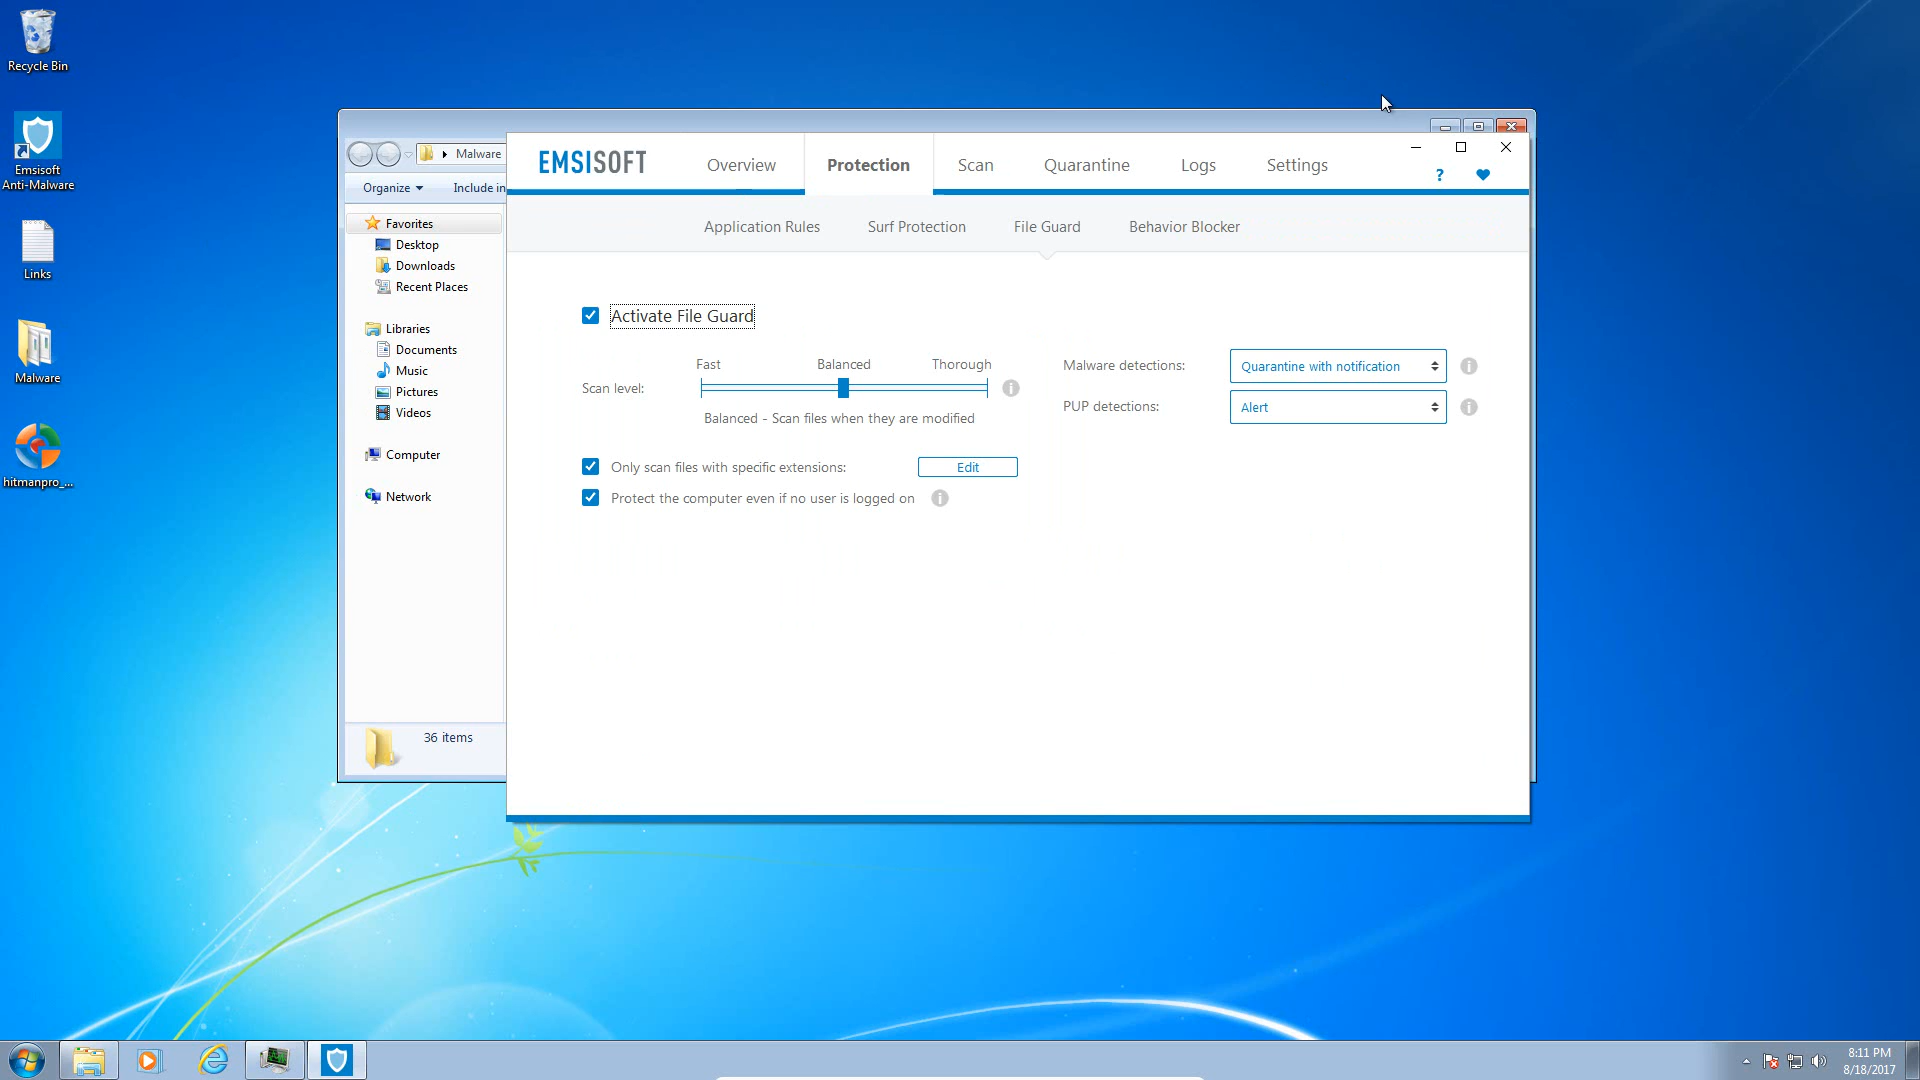 Recycle Bin
Emsisoft
Anti-Malware
Links
Malware
hitmanpro_...
Malware
Organize
Include in
Favorites
Desktop
Downloads
Recent Places
Libraries
Documents
Music
Pictures
Videos
Computer
Network
36 items
EMSISOFT
Overview
Protection
Scan
Quarantine
Logs
Settings
?
Application Rules
Surf Protection
File Guard
Behavior Blocker
Activate File Guard
Fast
Balanced
Thorough
Scan level:
Balanced - Scan files when they are modified
Malware detections:
Quarantine with notification
PUP detections:
Alert
Only scan files with specific extensions:
Edit
Protect the computer even if no user is logged on
8:11 PM
8/18/2017